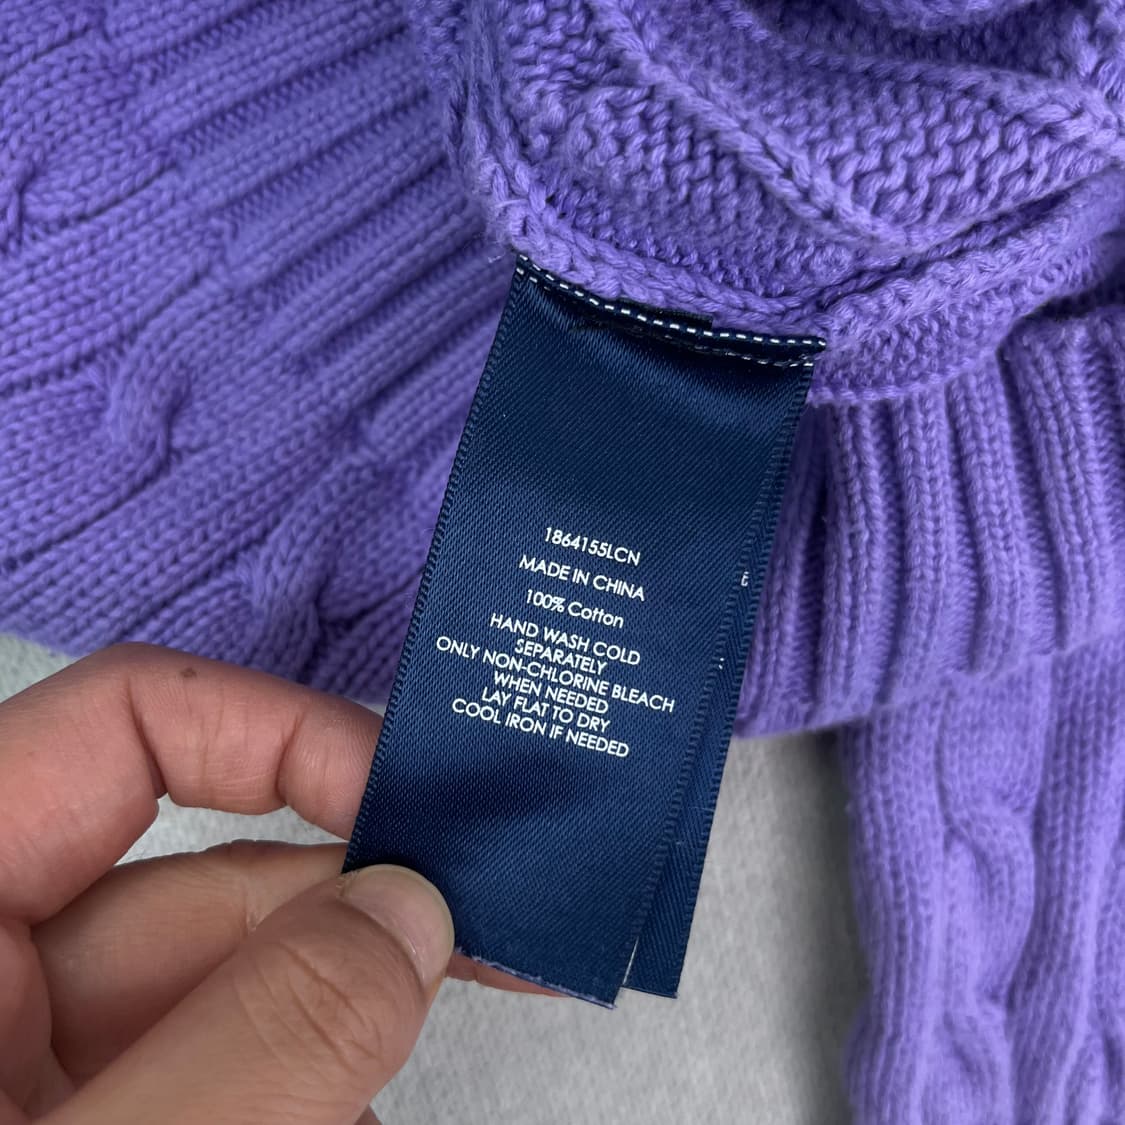 1864155LCN
MADE IN CHINA
100% Cotton
HAND WASH COLD
SEPARATELY
ONLY NON-CHLORINE BLEACH
WHEN NEEDED
LAY FLAT TO DRY
COOL IRON IF NEEDED